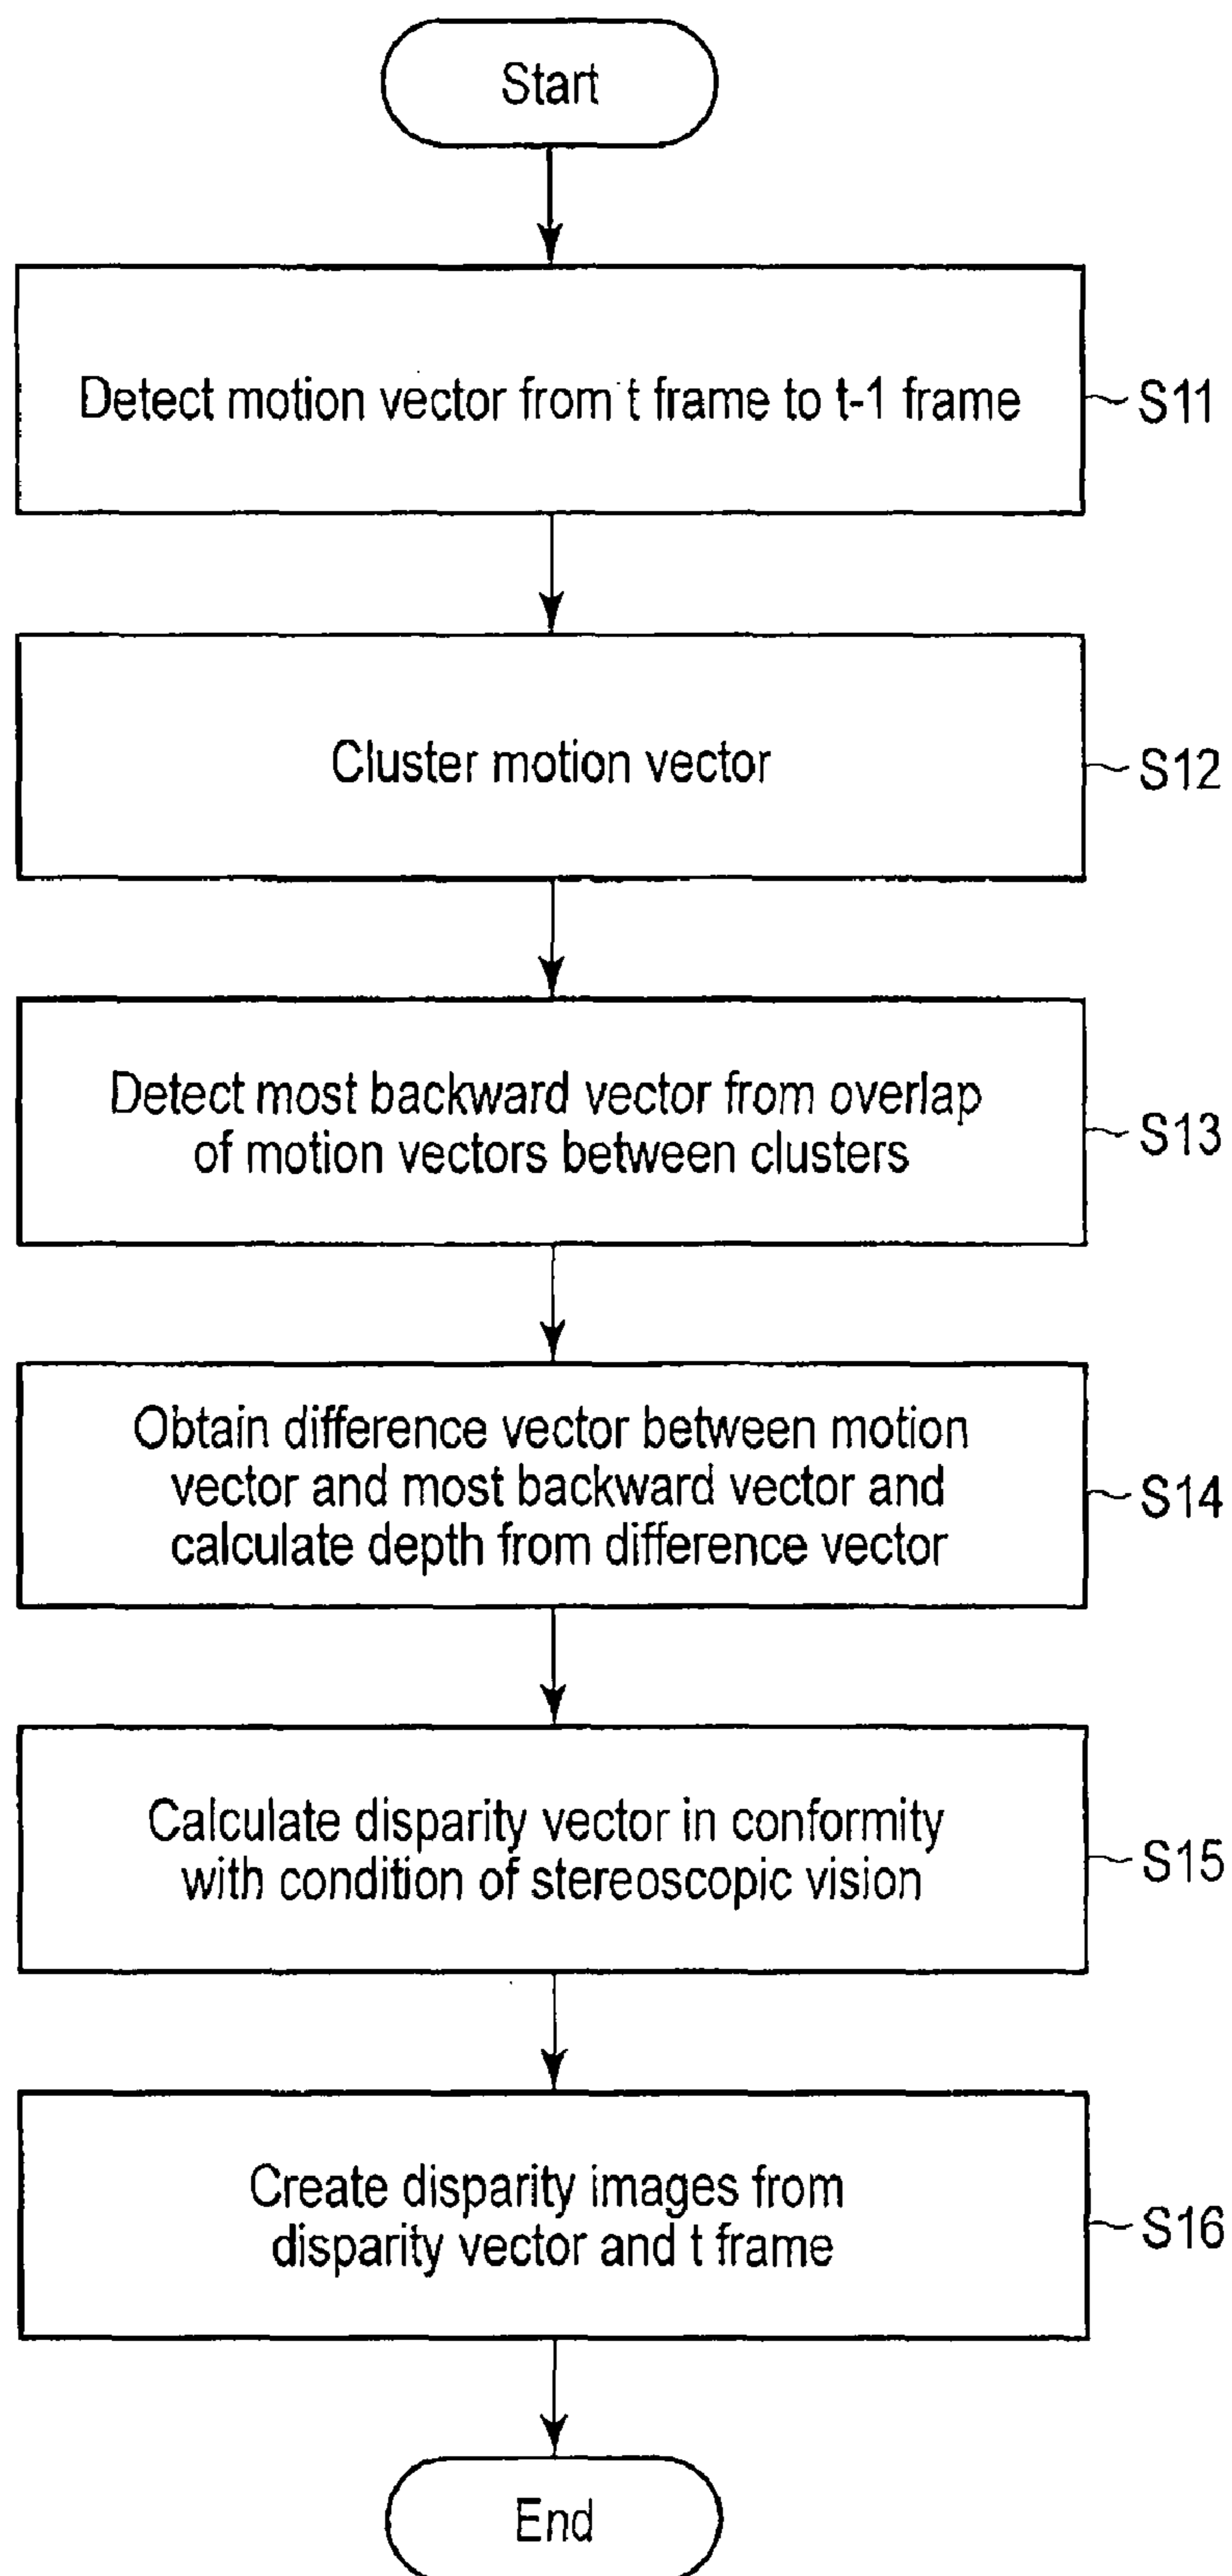 Start
Detect motion vector from t frame to t-1 frame
S11
Cluster motion vector
S12
Detect most backward vector from overlap
of motion vectors between clusters
S13
Obtain difference vector between motion
vector and most backward vector and
calculate depth from difference vector
S14
Calculate disparity vector in conformity
with condition of stereoscopic vision
S15
Create disparity images from
disparity vector and t frame
S16
End